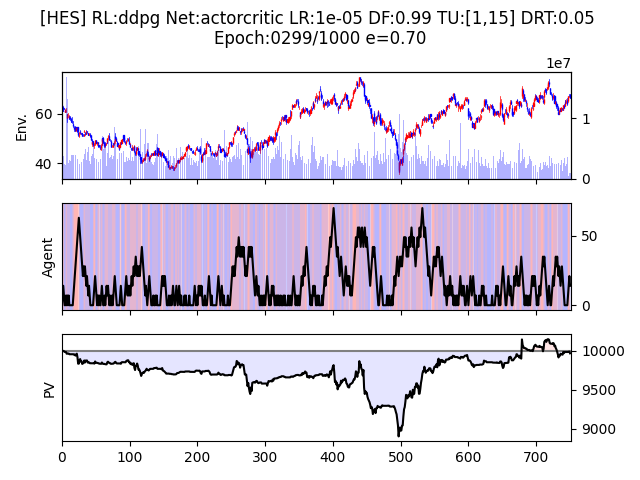 [HES] RL:ddpg Net:actorcritic LR:1e-05 DF:0.99 TU:[1,15] DRT:0.05
Epoch:0299/1000 e=0.70
1e7
Env.
60
40
1
0
Agent
50
0
PV
10000
9500
9000
0 100 200 300 400 500 600 700